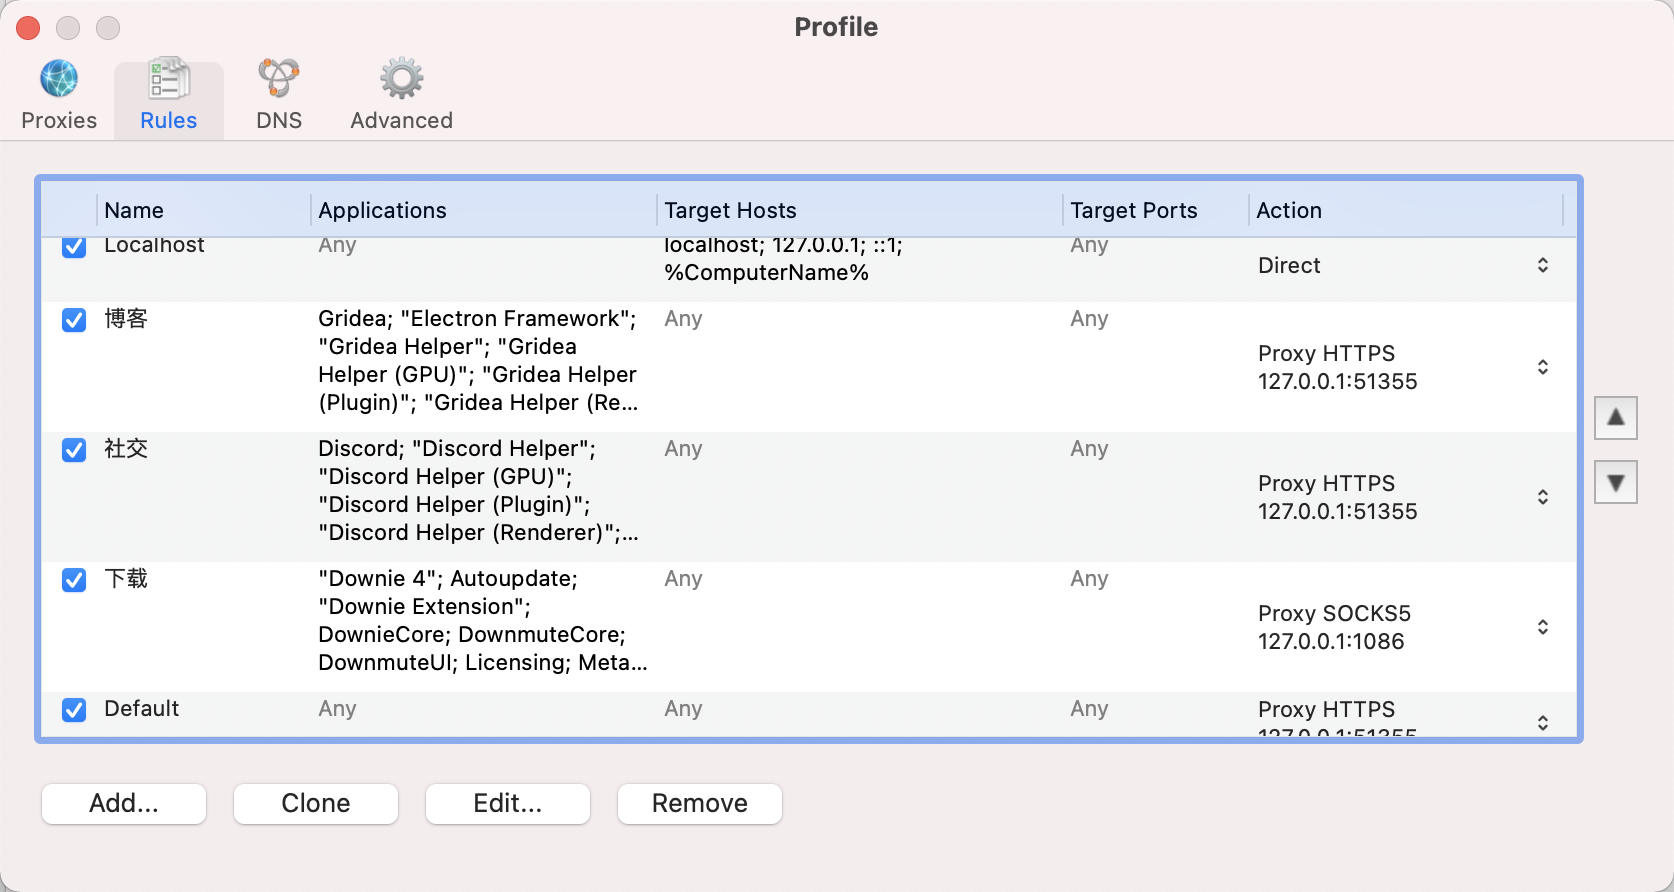 Profile
Proxies
Rules
DNS
Advanced
Name
Applications
Target Hosts
Target Ports
Action
Localhost
Any
localhost; 127.0.0.1; ::1;
%ComputerName%
Any
Direct
博客
Gridea; "Electron Framework";
"Gridea Helper"; "Gridea
Helper (GPU)"; "Gridea Helper
(Plugin)"; "Gridea Helper (Re...
Any
Any
Proxy HTTPS
127.0.0.1:51355
社交
Discord; "Discord Helper";
"Discord Helper (GPU)";
"Discord Helper (Plugin)";
"Discord Helper (Renderer)";...
Any
Any
Proxy HTTPS
127.0.0.1:51355
下载
"Downie 4"; Autoupdate;
"Downie Extension";
DownieCore; DownmuteCore;
DownmuteUI; Licensing; Meta...
Any
Any
Proxy SOCKS5
127.0.0.1:1086
Default
Any
Any
Any
Proxy HTTPS
127.0.0.1:51355
Add...
Clone
Edit...
Remove